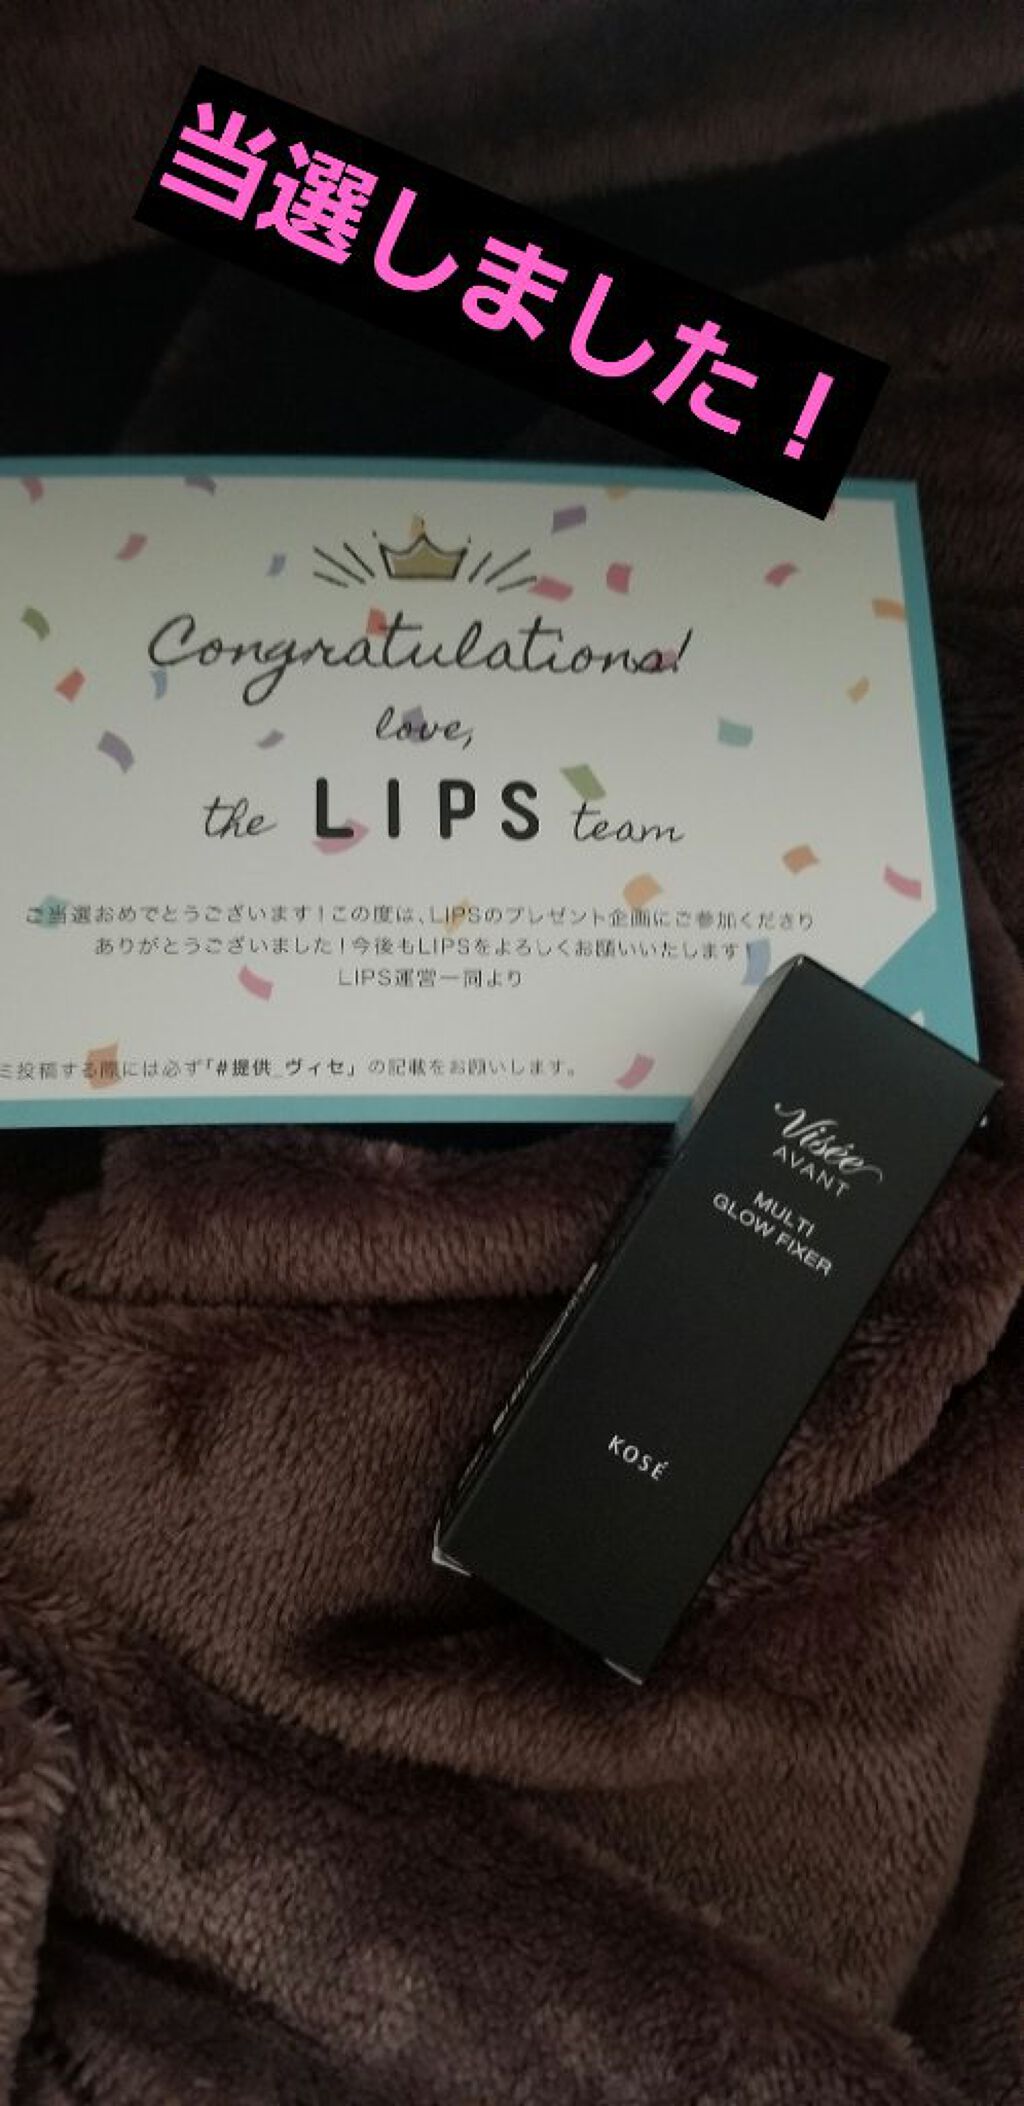 当選しました!
Congratulations!
love,
the LIPS team
ご当選おめでとうございます!この度は、LIPSのプレゼント企画にご参加くださり
ありがとうございました!今後もLIPSをよろしくお願いいたします!
LIPS運営一同より
ミ投稿する際には必ず「#提供_ヴィセ」の記載をお願いします。
Visée
AVANT
MULTI
GLOW FIXER
KOSÉ